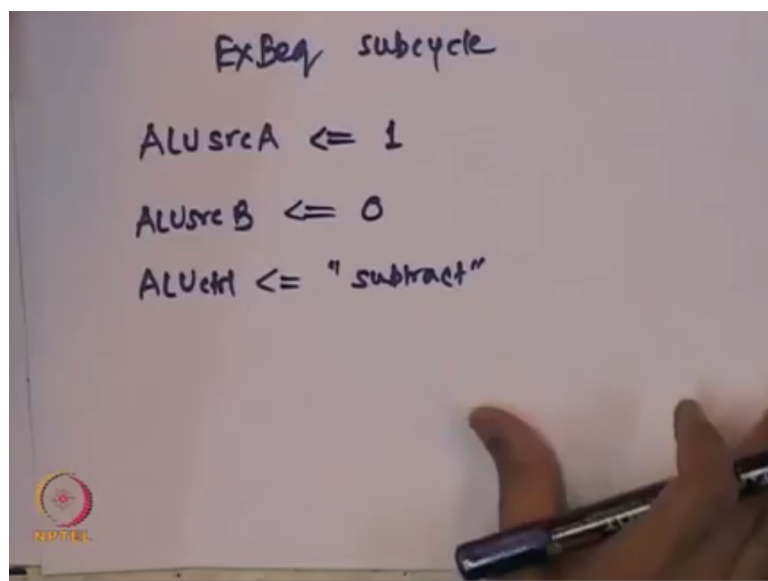 ExBeq subcycle
ALUsrcA <= 1
ALUsrcB <= 0
ALUctrl <= "subtract"
NPTEL